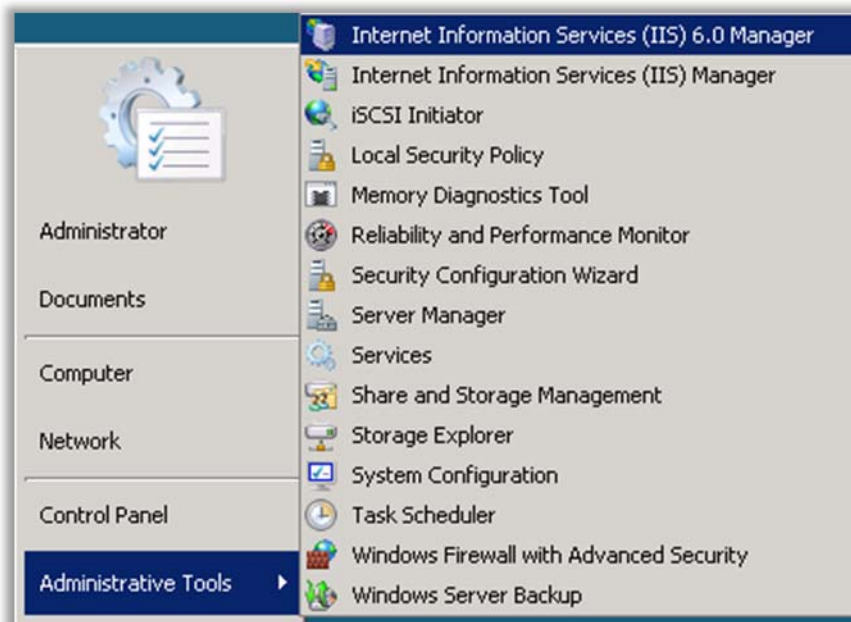 Administrator
Documents
Computer
Network
Control Panel
Administrative Tools
Internet Information Services (IIS) 6.0 Manager
Internet Information Services (IIS) Manager
iSCSI Initiator
Local Security Policy
Memory Diagnostics Tool
Reliability and Performance Monitor
Security Configuration Wizard
Server Manager
Services
Share and Storage Management
Storage Explorer
System Configuration
Task Scheduler
Windows Firewall with Advanced Security
Windows Server Backup